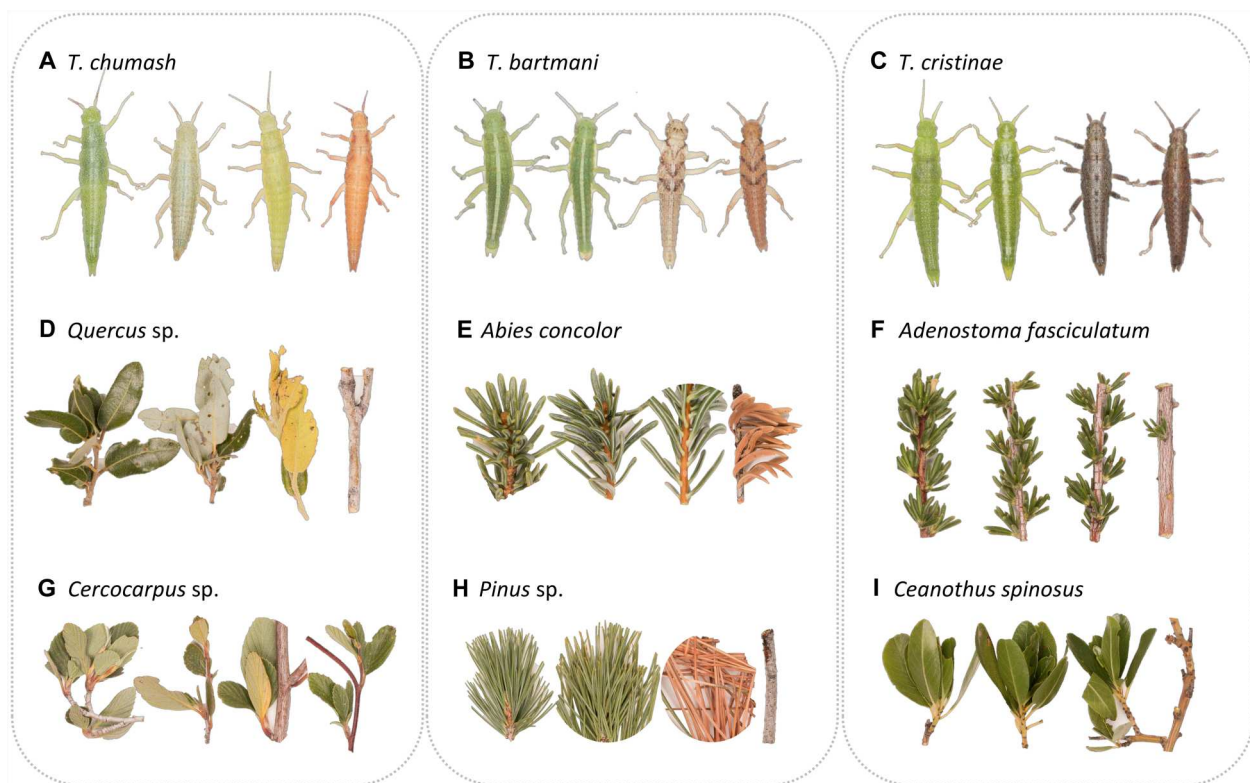 A T. chumash
B T. bartmani
C T. cristinae
D Quercus sp.
E Abies concolor
F Adenostoma fasciculatum
G Cercocarpus sp.
H Pinus sp.
I Ceanothus spinosus